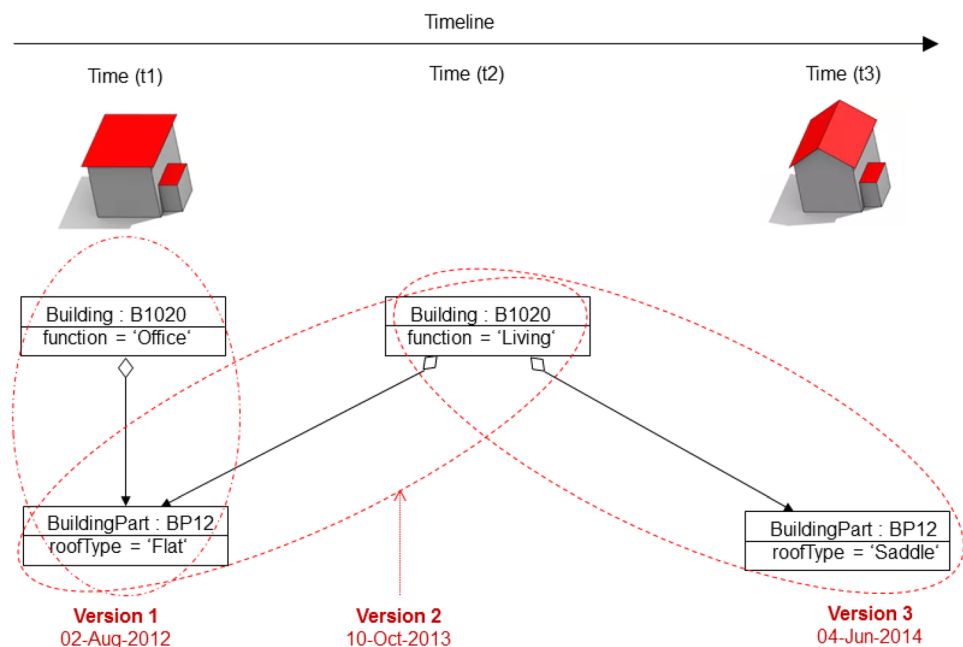 Timeline
Time (t1)
Time (t2)
Time (t3)
Building : B1020
function = ‘Office‘
Building : B1020
function = ‘Living‘
BuildingPart : BP12
roofType = ‘Flat‘
BuildingPart : BP12
roofType = ‘Saddle‘
Version 1
02-Aug-2012
Version 2
10-Oct-2013
Version 3
04-Jun-2014